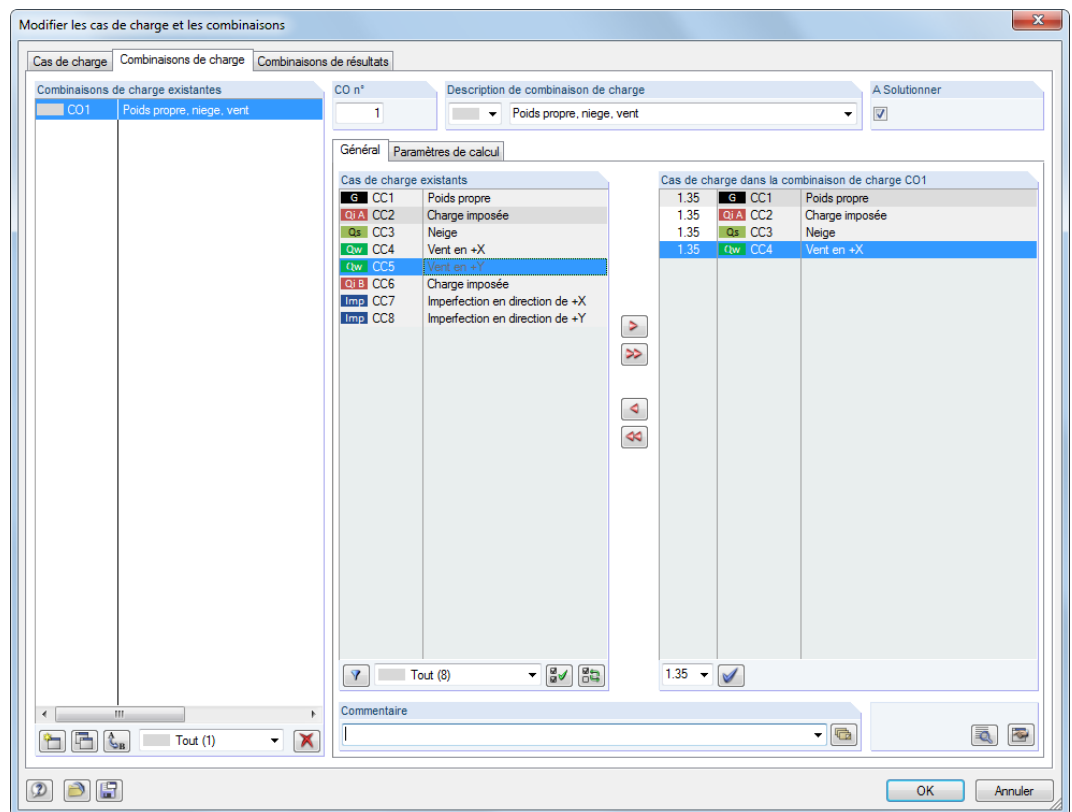 Modifier les cas de charge et les combinaisons
Cas de charge Combinaisons de charge Combinaisons de résultats
Combinaisons de charge existantes
CO1 Poids propre, niege, vent
CO n°
1
Description de combinaison de charge
Poids propre, niege, vent
A Solutionner
Général Paramètres de calcul
Cas de charge existants
G CC1 Poids propre
Qi A CC2 Charge imposée
Qs CC3 Neige
Qw CC4 Vent en +X
Qw CC5 Vent en +Y
Qi B CC6 Charge imposée
Imp CC7 Imperfection en direction de +X
Imp CC8 Imperfection en direction de +Y
Cas de charge dans la combinaison de charge CO1
1.35 G CC1 Poids propre
1.35 Qi A CC2 Charge imposée
1.35 Qs CC3 Neige
1.35 Qw CC4 Vent en +X
Tout (8)
1.35
Commentaire
Tout (1)
OK Annuler